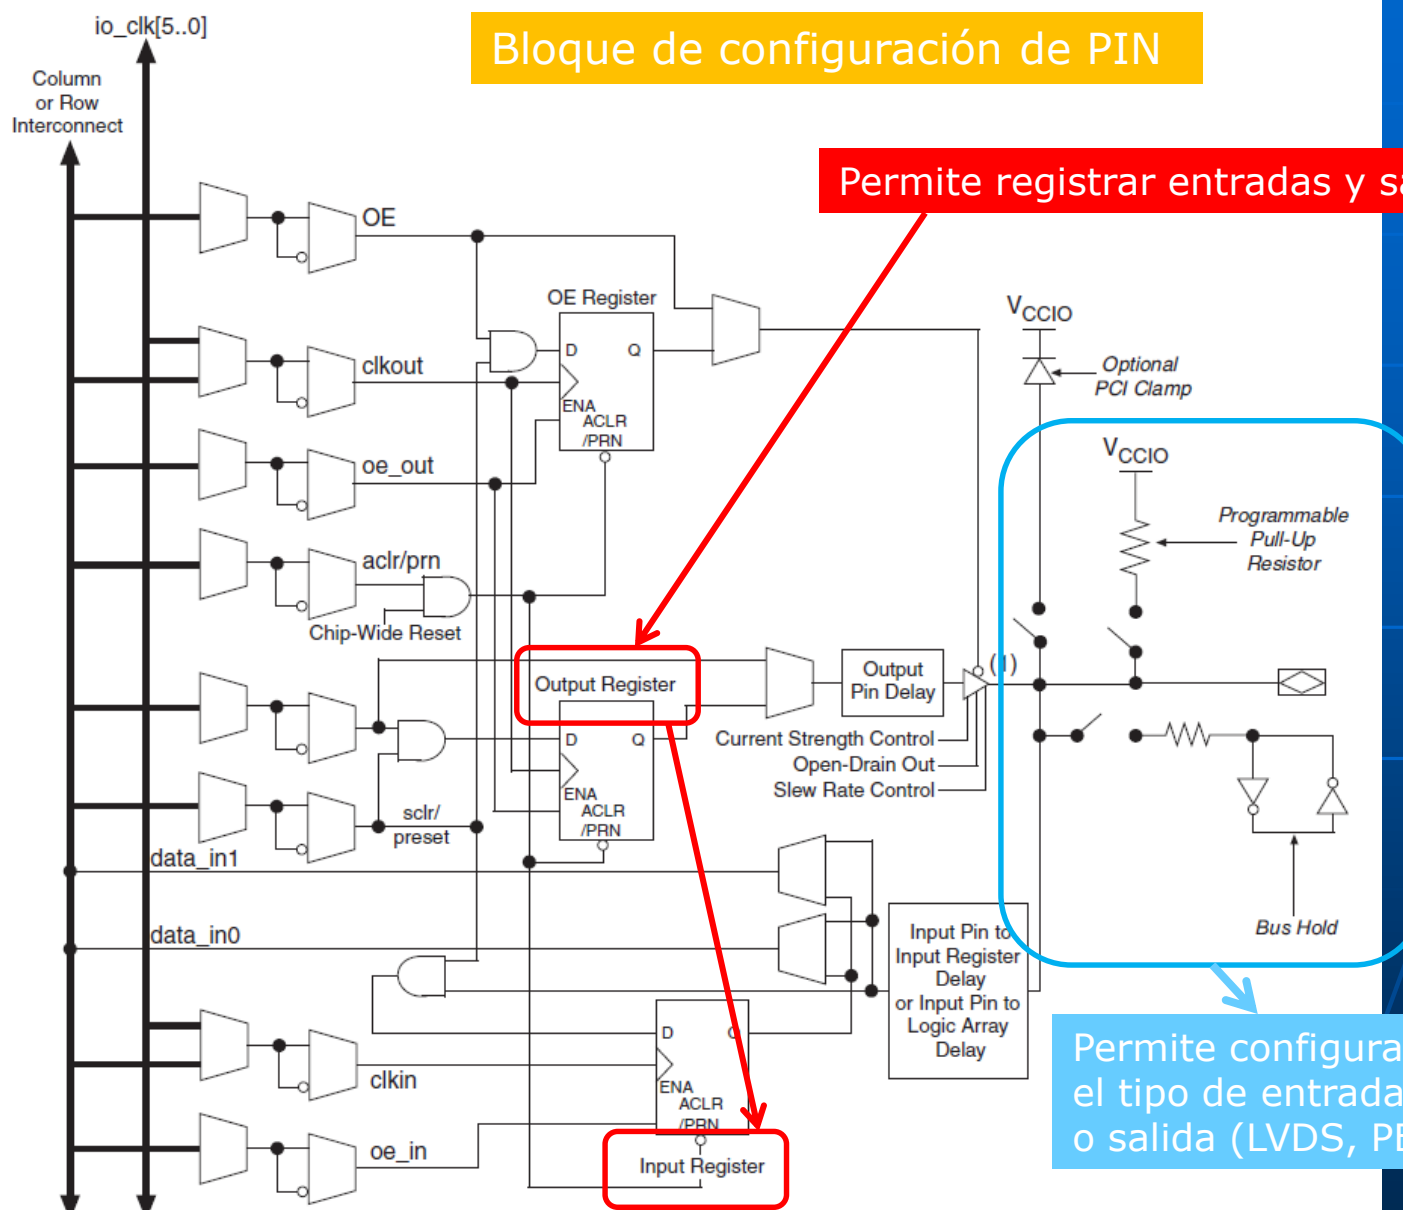 io_clk[5..0]
Bloque de configuración de PIN
Column
or Row
Interconnect
Permite registrar entradas y
OE
OE Register
D
Q
ENA
ACLR
/PRN
clkout
oe_out
aclr/prn
Chip-Wide Reset
VCCIO
Optional
PCI Clamp
VCCIO
Programmable
Pull-Up
Resistor
Output Register
D
Q
ENA
ACLR
/PRN
Output
Pin Delay
(1)
Current Strength Control
Open-Drain Out
Slew Rate Control
sclr/
preset
data_in1
data_in0
Input Pin to
Input Register
Delay
or Input Pin to
Logic Array
Delay
Bus Hold
D
Q
ENA
ACLR
/PRN
clkin
oe_in
Input Register
Permite
el tipo de entrada
o salida (LVDS,